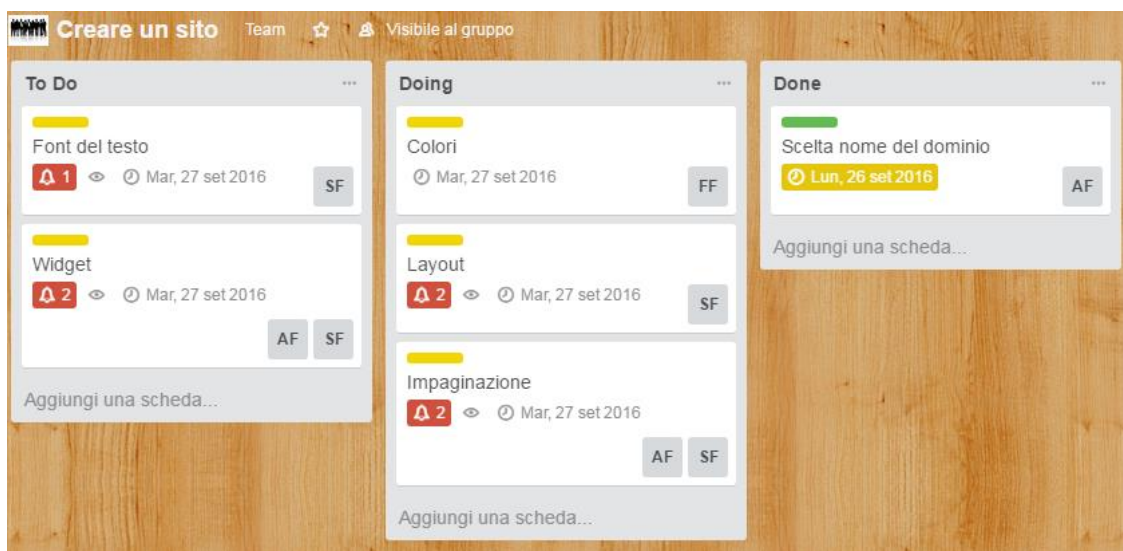 Creare un sito Team Visibile al gruppo
To Do
Font del testo
1 Mar, 27 set 2016
SF
Widget
2 Mar, 27 set 2016
AF SF
Aggiungi una scheda...
Doing
Colori
Mar, 27 set 2016
FF
Layout
2 Mar, 27 set 2016
SF
Impaginazione
2 Mar, 27 set 2016
AF SF
Aggiungi una scheda...
Done
Scelta nome del dominio
Lun, 26 set 2016
AF
Aggiungi una scheda...